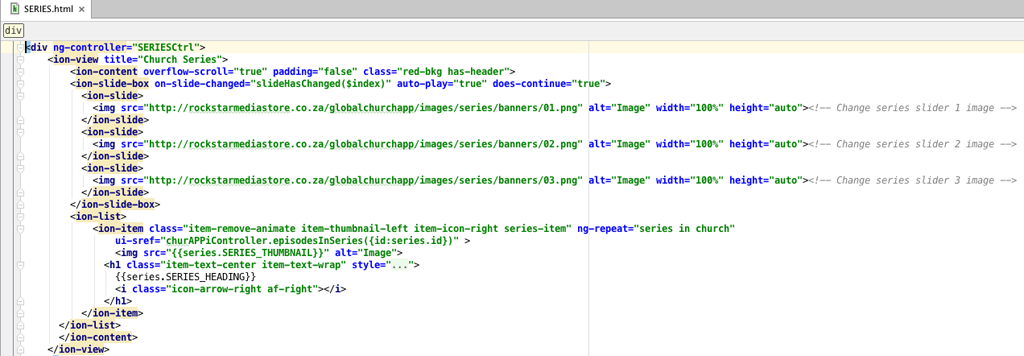 SERIES.html ×
div
<div ng-controller="SERIESCtrl">
<ion-view title="Church Series">
<ion-content overflow-scroll="true" padding="false" class="red-bkg has-header">
<ion-slide-box on-slide-changed="slideHasChanged($index)" auto-play="true" does-continue="true">
<ion-slide>
<img src="http://rockstarmediastore.co.za/globalchurchapp/images/series/banners/01.png" alt="Image" width="100%" height="auto"><!-- Change series slider 1 image -->
</ion-slide>
<ion-slide>
<img src="http://rockstarmediastore.co.za/globalchurchapp/images/series/banners/02.png" alt="Image" width="100%" height="auto"><!-- Change series slider 2 image -->
</ion-slide>
<ion-slide>
<img src="http://rockstarmediastore.co.za/globalchurchapp/images/series/banners/03.png" alt="Image" width="100%" height="auto"><!-- Change series slider 3 image -->
</ion-slide>
</ion-slide-box>
<ion-list>
<ion-item class="item-remove-animate item-thumbnail-left item-icon-right series-item" ng-repeat="series in church"
ui-sref="churAPPiController.episodesInSeries({id:series.id})" >
<img src="{{series.SERIES_THUMBNAIL}}" alt="Image">
<h1 class="item-text-center item-text-wrap" style="...">
{{series.SERIES_HEADING}}
<i class="icon-arrow-right af-right"></i>
</h1>
</ion-item>
</ion-list>
</ion-content>
</ion-view>